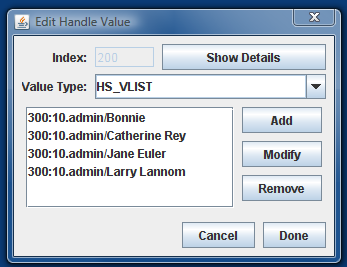 Edit Handle Value
Index: 200 Show Details
Value Type: HS_VLIST
300:10.admin/Bonnie
300:10.admin/Catherine Rey
300:10.admin/Jane Euler
300:10.admin/Larry Lannom
Add
Modify
Remove
Cancel Done